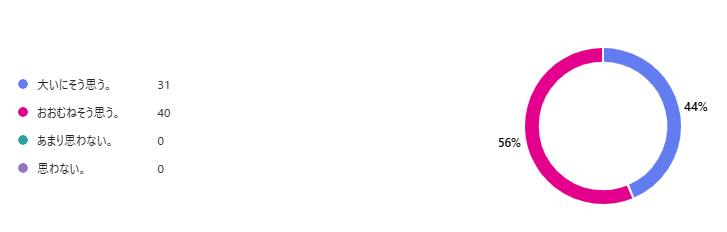 大いにそう思う。 31
おおむねそう思う。 40
あまり思わない。 0
思わない。 0
44%
56%